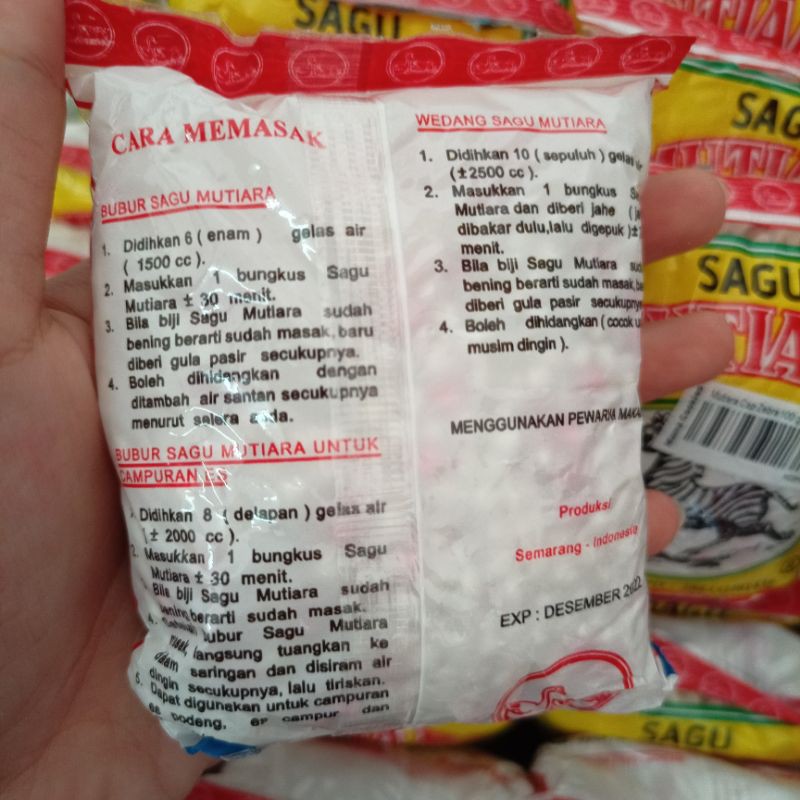 CARA MEMASAK
BUBUR SAGU MUTIARA
1. Didihkan 6 ( enam ) gelas air
( 1500 cc ).
2. Masukkan 1 bungkus Sagu
Mutiara ± 30 menit.
3. Bila biji Sagu Mutiara sudah
bening berarti sudah masak, baru
diberi gula pasir secukupnya.
4. Boleh dihidangkan dengan
ditambah air santan secukupnya
menurut selera anda.
BUBUR SAGU MUTIARA UNTUK
CAMPURAN ES
Didihkan 8 ( delapan ) gelas air
(± 2000 cc ).
2. Masukkan 1 bungkus Sagu
Mutiara ± 30 menit.
Bila biji Sagu Mutiara sudah
bening berarti sudah masak.
4. bubur Sagu Mutiara
masak, langsung tuangkan ke
dalam saringan dan disiram air
dingin secukupnya, lalu tiriskan.
5. Dapat digunakan untuk campuran
es podeng, es campur dan
WEDANG SAGU MUTIARA
1. Didihkan 10 ( sepuluh ) gelas
(±2500 cc ).
2. Masukkan 1 bungkus
Mutiara dan diberi jahe
dibakar dulu,lalu digepuk )±
menit.
3. Bila biji Sagu Mutiara
bening berarti sudah masak,
diberi gula pasir
4. Boleh dihidangkan ( cocok
musim dingin ).
MENGGUNAKAN PEWARNA
Produksi
Semarang - Indonesia
EXP : DESEMBER 2022
SAGU
SAGU
SAGU